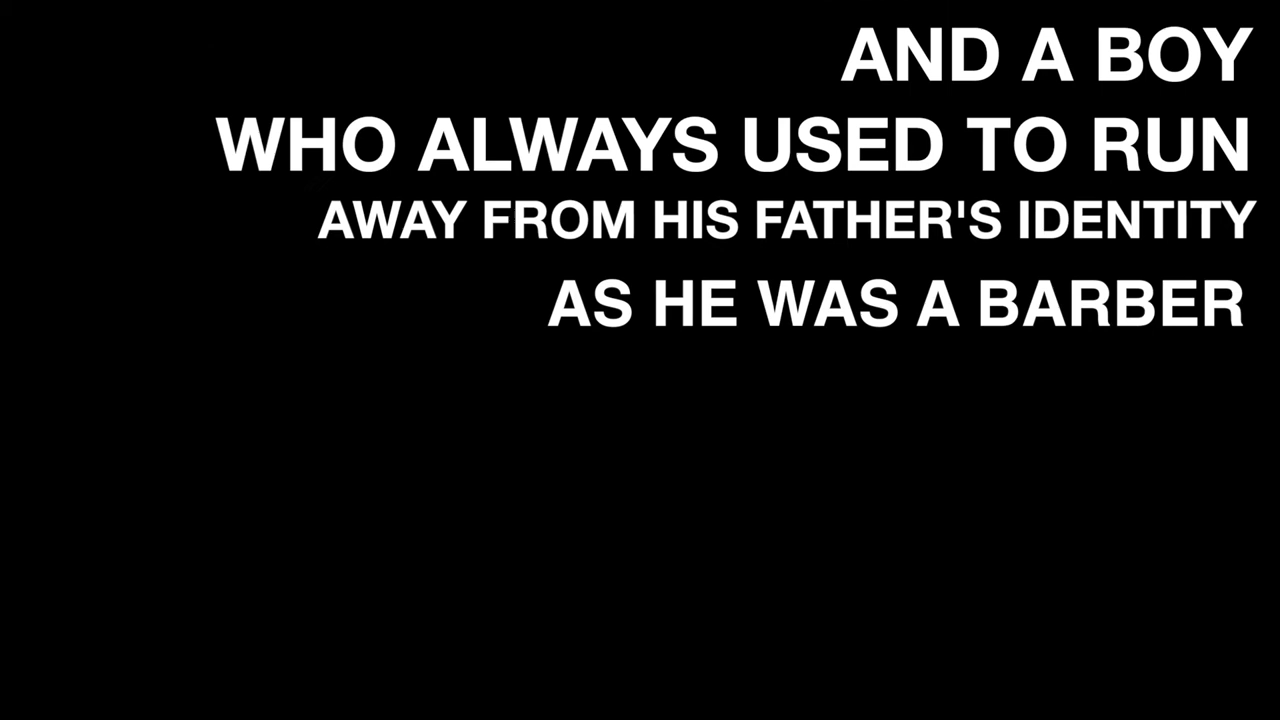 AND A BOY
WHO ALWAYS USED TO RUN
AWAY FROM HIS FATHER'S IDENTITY
AS HE WAS A BARBER